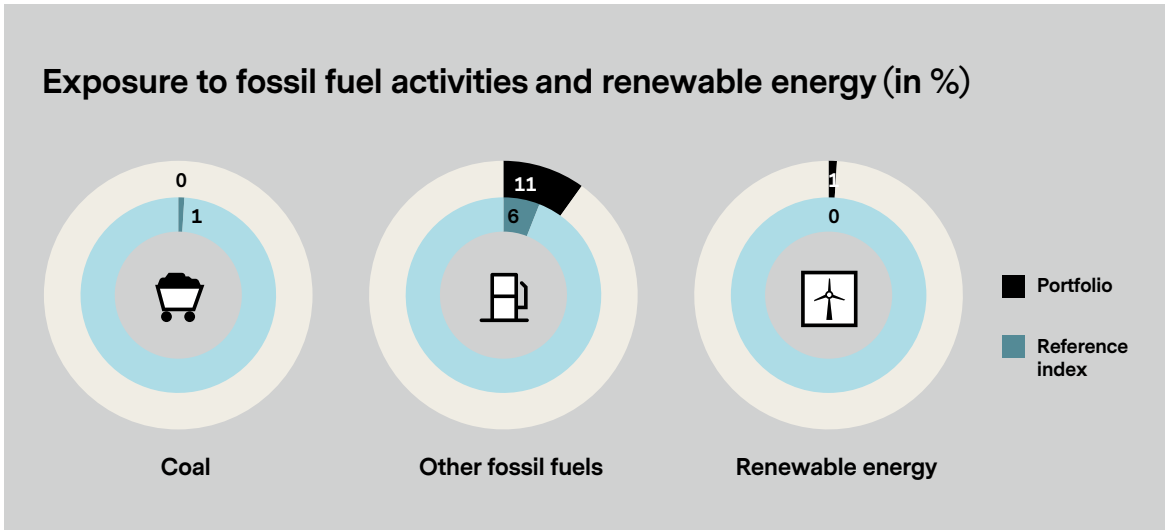 Exposure to fossil fuel activities and renewable energy (in %)
0
1
11
6
1
0
Portfolio
Reference
index
Coal
Other fossil fuels
Renewable energy